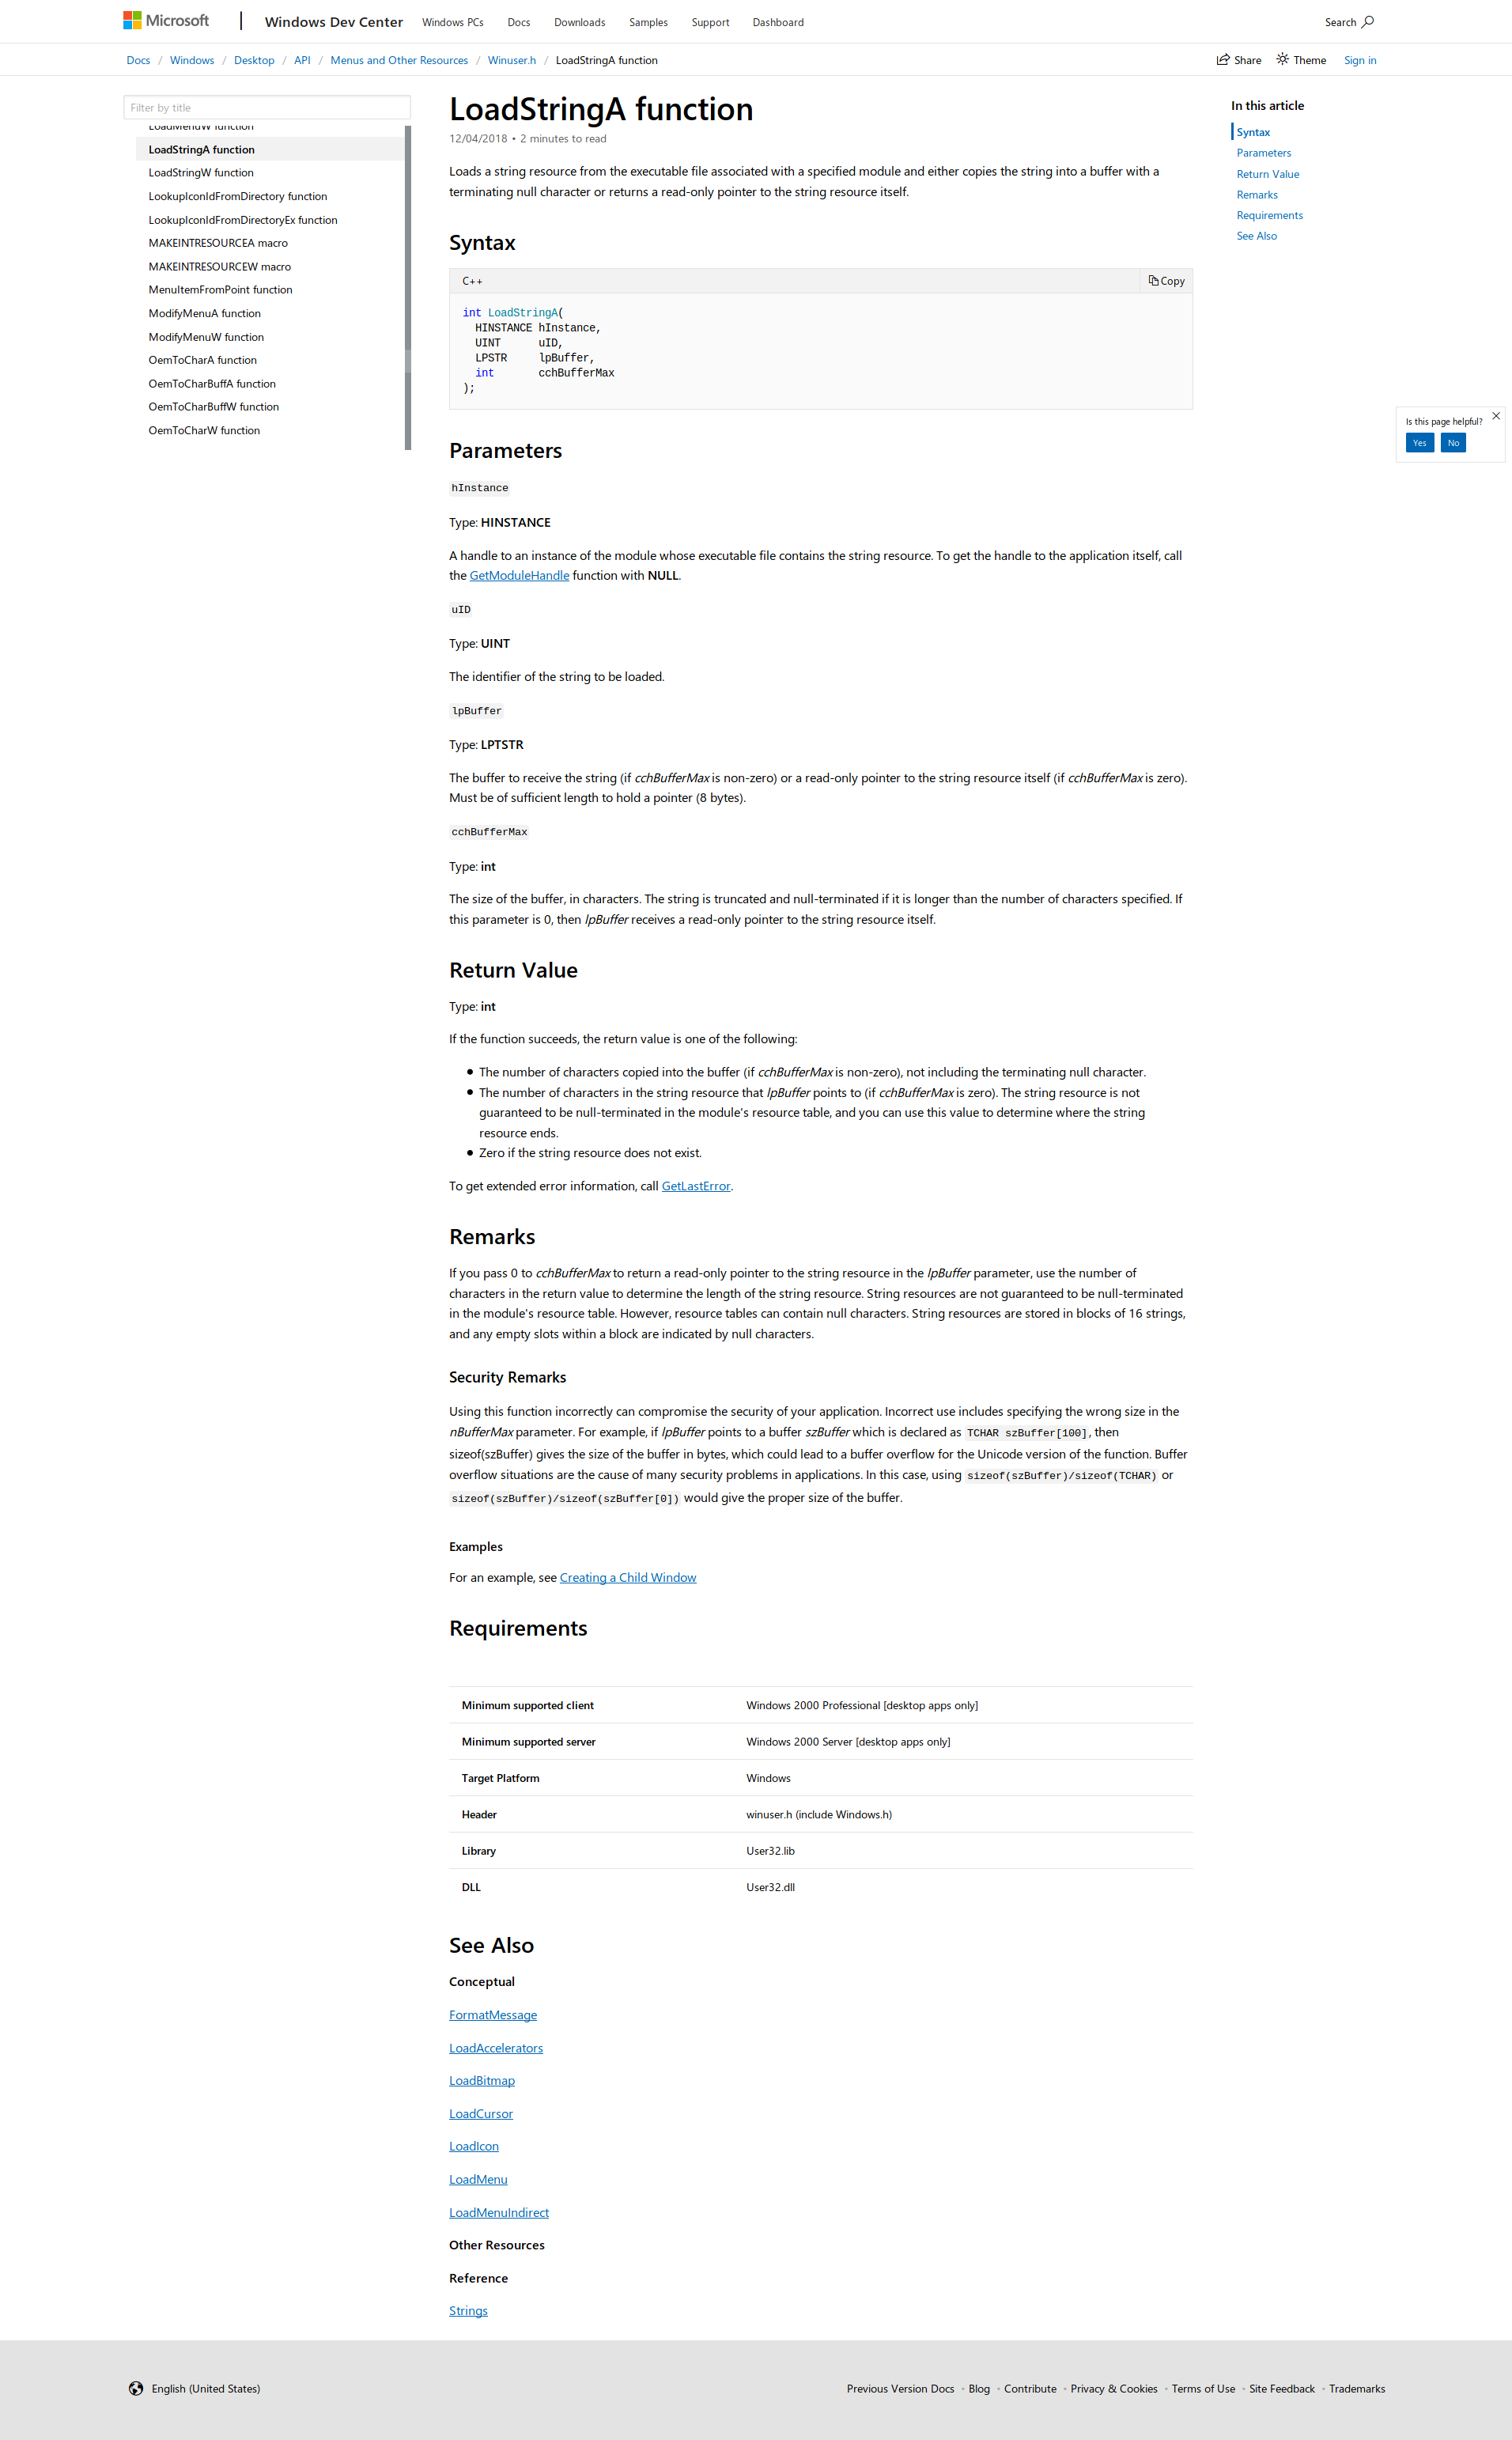 Microsoft
Windows Dev Center
Windows PCs
Docs
Downloads
Samples
Support
Dashboard
Search
Docs / Windows / Desktop / API / Menus and Other Resources / Winuser.h / LoadStringA function
Share
Theme
Sign in
Filter by title
LoadMenuW function
LoadStringA function
LoadStringW function
LookupIconIdFromDirectory function
LookupIconIdFromDirectoryEx function
MAKEINTRESOURCEA macro
MAKEINTRESOURCEW macro
MenuItemFromPoint function
ModifyMenuA function
ModifyMenuW function
OemToCharA function
OemToCharBuffA function
OemToCharBuffW function
OemToCharW function
LoadStringA function
12/04/2018 • 2 minutes to read
Loads a string resource from the executable file associated with a specified module and either copies the string into a buffer with a
terminating null character or returns a read-only pointer to the string resource itself.
Syntax
C++
Copy
int LoadStringA(
HINSTANCE hInstance,
UINT uID,
LPSTR lpBuffer,
int cchBufferMax
);
Parameters
hInstance
Type: HINSTANCE
A handle to an instance of the module whose executable file contains the string resource. To get the handle to the application itself, call
the GetModuleHandle function with NULL.
uID
Type: UINT
The identifier of the string to be loaded.
lpBuffer
Type: LPTSTR
The buffer to receive the string (if cchBufferMax is non-zero) or a read-only pointer to the string resource itself (if cchBufferMax is zero).
Must be of sufficient length to hold a pointer (8 bytes).
cchBufferMax
Type: int
The size of the buffer, in characters. The string is truncated and null-terminated if it is longer than the number of characters specified. If
this parameter is 0, then lpBuffer receives a read-only pointer to the string resource itself.
Return Value
Type: int
If the function succeeds, the return value is one of the following:
• The number of characters copied into the buffer (if cchBufferMax is non-zero), not including the terminating null character.
• The number of characters in the string resource that lpBuffer points to (if cchBufferMax is zero). The string resource is not
guaranteed to be null-terminated in the module's resource table, and you can use this value to determine where the string
resource ends.
• Zero if the string resource does not exist.
To get extended error information, call GetLastError.
Remarks
If you pass 0 to cchBufferMax to return a read-only pointer to the string resource in the lpBuffer parameter, use the number of
characters in the return value to determine the length of the string resource. String resources are not guaranteed to be null-terminated
in the module's resource table. However, resource tables can contain null characters. String resources are stored in blocks of 16 strings,
and any empty slots within a block are indicated by null characters.
Security Remarks
Using this function incorrectly can compromise the security of your application. Incorrect use includes specifying the wrong size in the
nBufferMax parameter. For example, if lpBuffer points to a buffer szBuffer which is declared as TCHAR szBuffer[100], then
sizeof(szBuffer) gives the size of the buffer in bytes, which could lead to a buffer overflow for the Unicode version of the function. Buffer
overflow situations are the cause of many security problems in applications. In this case, using sizeof(szBuffer)/sizeof(TCHAR) or
sizeof(szBuffer)/sizeof(szBuffer[0]) would give the proper size of the buffer.
Examples
For an example, see Creating a Child Window
Requirements
Minimum supported client Windows 2000 Professional [desktop apps only]
Minimum supported server Windows 2000 Server [desktop apps only]
Target Platform Windows
Header winuser.h (include Windows.h)
Library User32.lib
DLL User32.dll
See Also
Conceptual
FormatMessage
LoadAccelerators
LoadBitmap
LoadCursor
LoadIcon
LoadMenu
LoadMenuIndirect
Other Resources
Reference
Strings
In this article
Syntax
Parameters
Return Value
Remarks
Requirements
See Also
Is this page helpful?
Yes
No
English (United States)
Previous Version Docs • Blog • Contribute • Privacy & Cookies • Terms of Use • Site Feedback • Trademarks